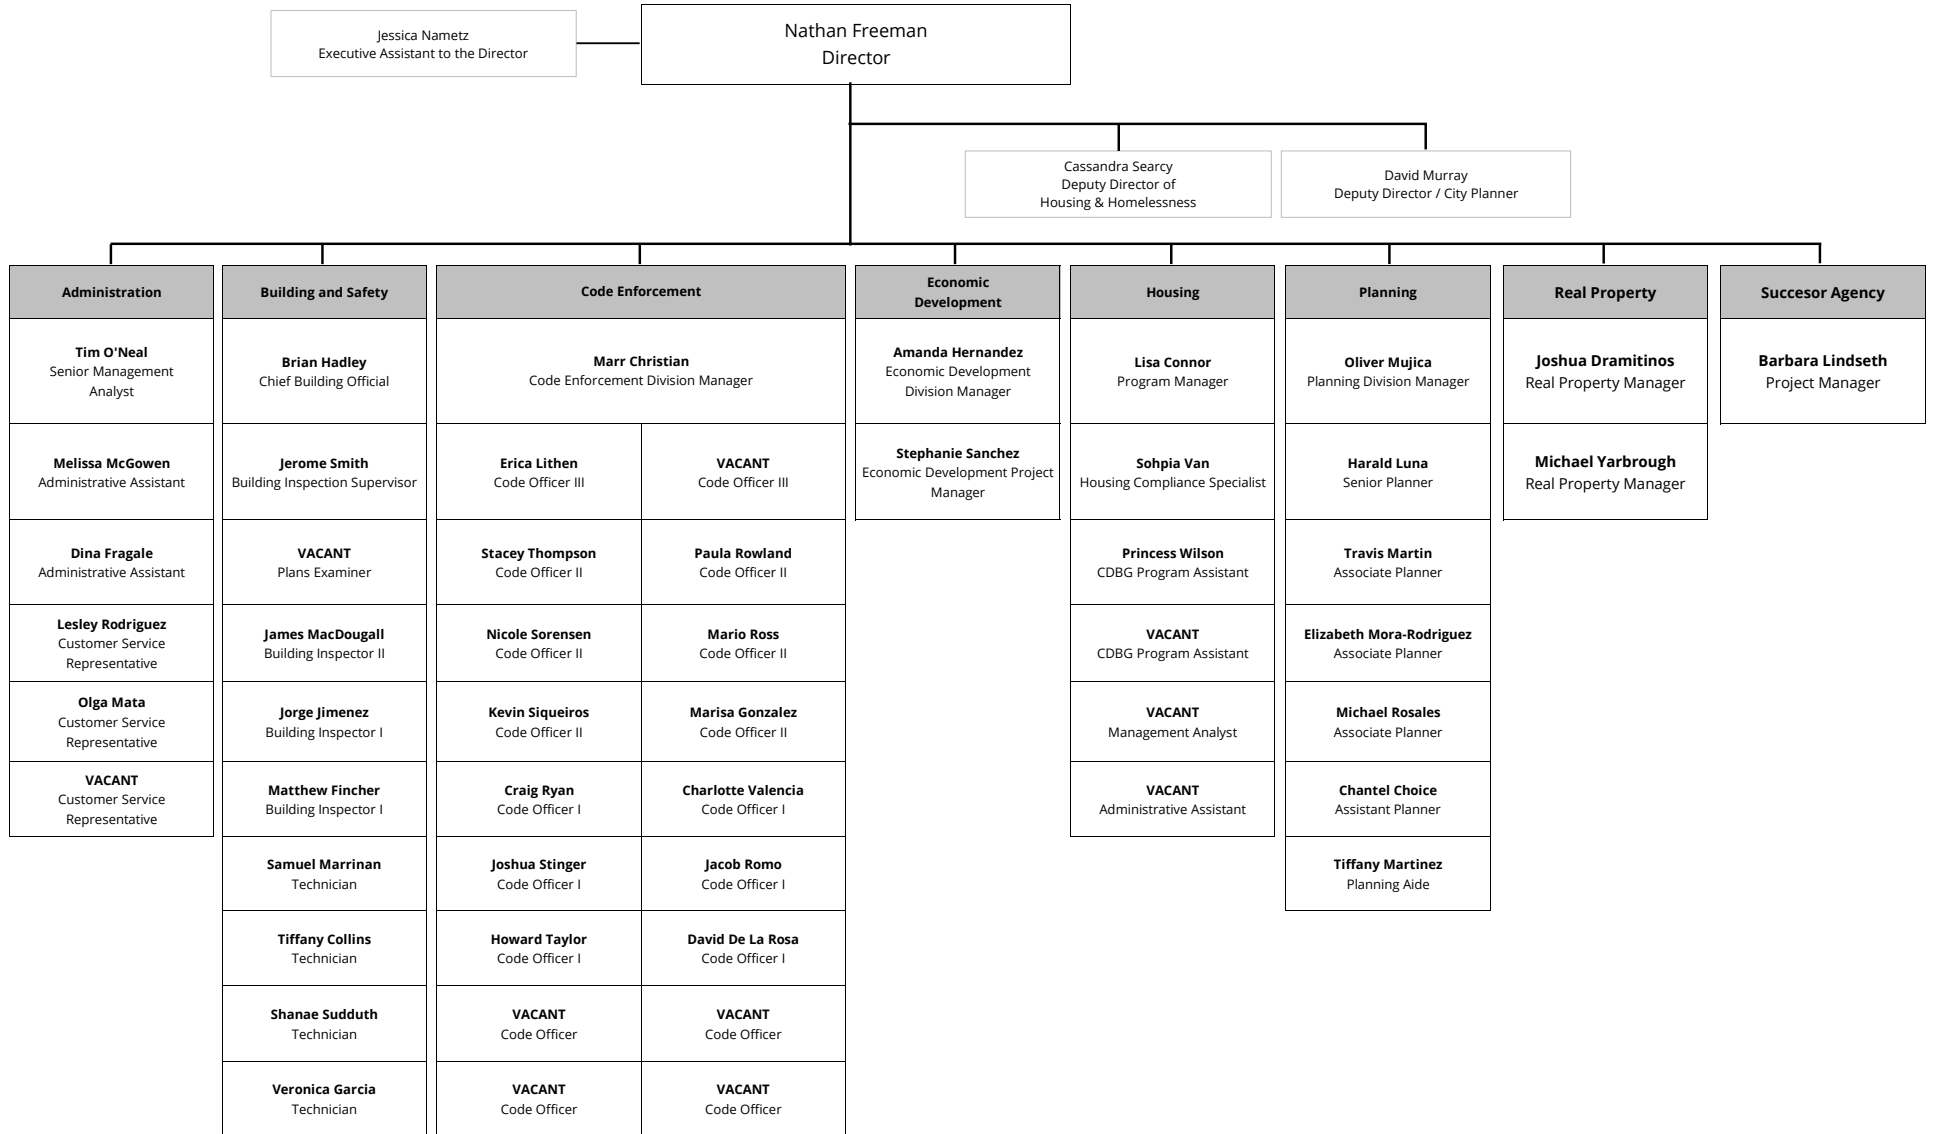 Jessica Nametz
Executive Assistant to the Director
Nathan Freeman
Director
Cassandra Searcy
Deputy Director of
Housing & Homelessness
David Murray
Deputy Director / City Planner
Administration
Tim O'Neal
Senior Management
Analyst
Melissa McGowen
Administrative Assistant
Dina Fragale
Administrative Assistant
Lesley Rodriguez
Customer Service
Representative
Olga Mata
Customer Service
Representative
VACANT
Customer Service
Representative
Building and Safety
Brian Hadley
Chief Building Official
Jerome Smith
Building Inspection Supervisor
VACANT
Plans Examiner
James MacDougall
Building Inspector II
Jorge Jimenez
Building Inspector I
Matthew Fincher
Building Inspector I
Samuel Marrinan
Technician
Tiffany Collins
Technician
Shanae Sudduth
Technician
Veronica Garcia
Technician
Code Enforcement
Marr Christian
Code Enforcement Division Manager
Erica Lithen
Code Officer III
Stacey Thompson
Code Officer II
Nicole Sorensen
Code Officer II
Kevin Siqueiros
Code Officer II
Craig Ryan
Code Officer I
Joshua Stinger
Code Officer I
Howard Taylor
Code Officer I
VACANT
Code Officer
VACANT
Code Officer
VACANT
Code Officer III
Paula Rowland
Code Officer II
Mario Ross
Code Officer II
Marisa Gonzalez
Code Officer II
Charlotte Valencia
Code Officer I
Jacob Romo
Code Officer I
David De La Rosa
Code Officer I
VACANT
Code Officer
VACANT
Code Officer
Economic
Development
Amanda Hernandez
Economic Development
Division Manager
Stephanie Sanchez
Economic Development Project
Manager
Housing
Lisa Connor
Program Manager
Sohpia Van
Housing Compliance Specialist
Princess Wilson
CDBG Program Assistant
VACANT
CDBG Program Assistant
VACANT
Management Analyst
VACANT
Administrative Assistant
Planning
Oliver Mujica
Planning Division Manager
Harald Luna
Senior Planner
Travis Martin
Associate Planner
Elizabeth Mora-Rodriguez
Associate Planner
Michael Rosales
Associate Planner
Chantel Choice
Assistant Planner
Tiffany Martinez
Planning Aide
Real Property
Joshua Dramitinos
Real Property Manager
Michael Yarbrough
Real Property Manager
Succesor Agency
Barbara Lindseth
Project Manager